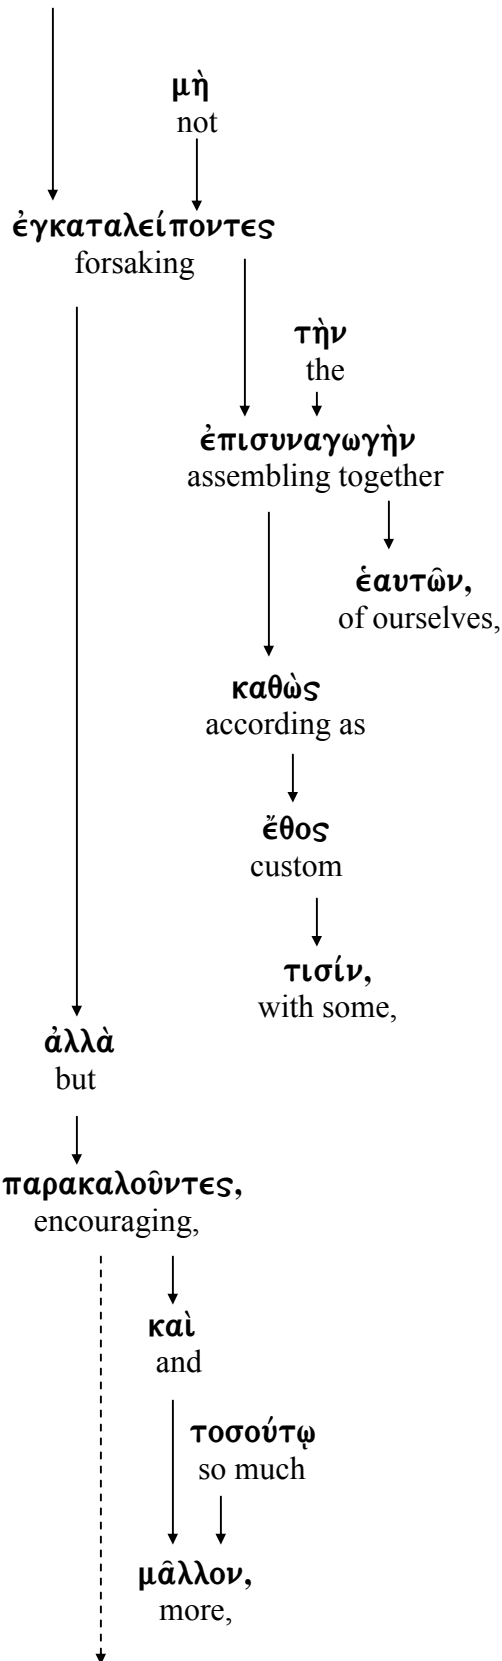 μὴ
not
ἐγκαταλείποντες
forsaking
τὴν
the
ἐπισυναγωγὴν
assembling together
ἑαυτῶν,
of ourselves,
καθὼς
according as
ἔθος
custom
τισίν,
with some,
ἀλλὰ
but
παρακαλοῦντες,
encouraging,
καὶ
and
τοσούτῳ
so much
μᾶλλον,
more,